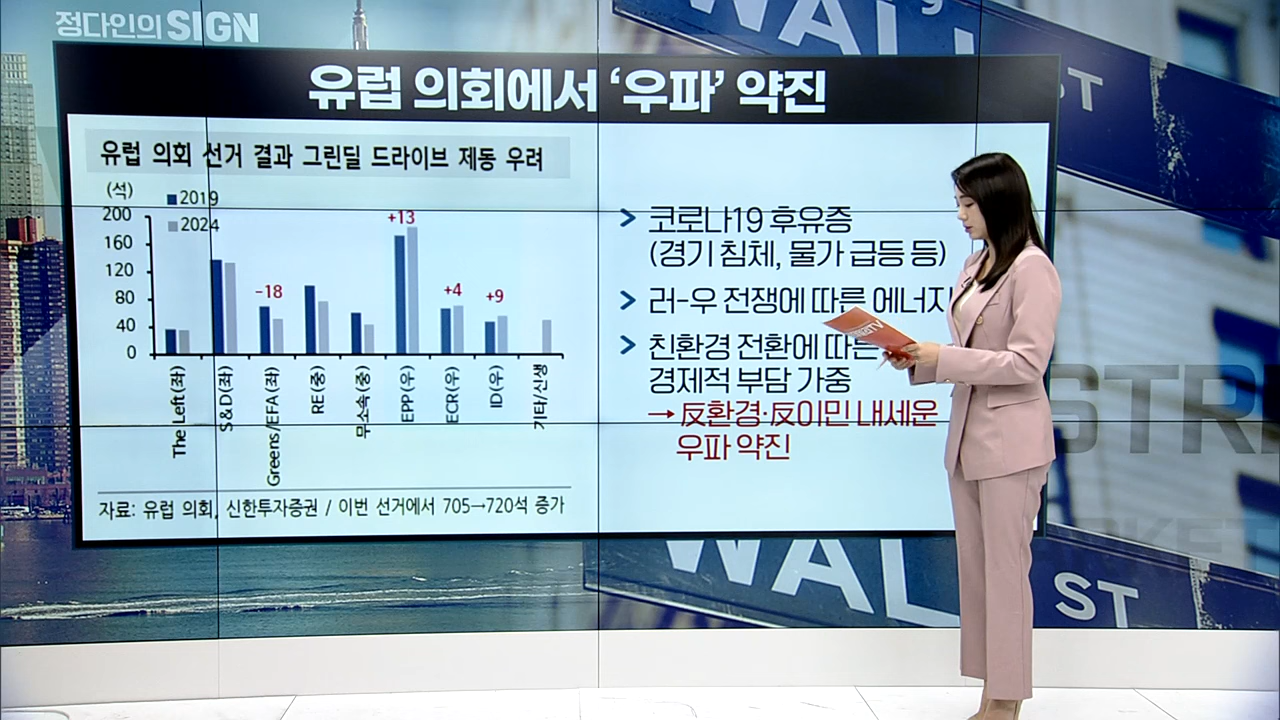 정다인의 SIGN
유럽 의회에서 ‘우파’ 약진
유럽 의회 선거 결과 그린딜 드라이브 제동 우려
(석)
2019
2024
200
160
120
80
40
0
-18
+13
+4
+9
The Left(좌)
S&D(좌)
Greens/EFA(좌)
RE(중)
무소속(중)
EPP(우)
ECRE(우)
ID(우)
기타/신생
자료: 유럽 의회, 신한투자증권 / 이번 선거에서 705→720석 증가
코로나19 후유증
(경기 침체, 물가 급등 등)
러-우 전쟁에 따른 에너지
친환경 전환에 따른
경제적 부담 가중
→ 反환경·反이민 내세운
우파 약진
WALL
ST
STRE
WALL
ST